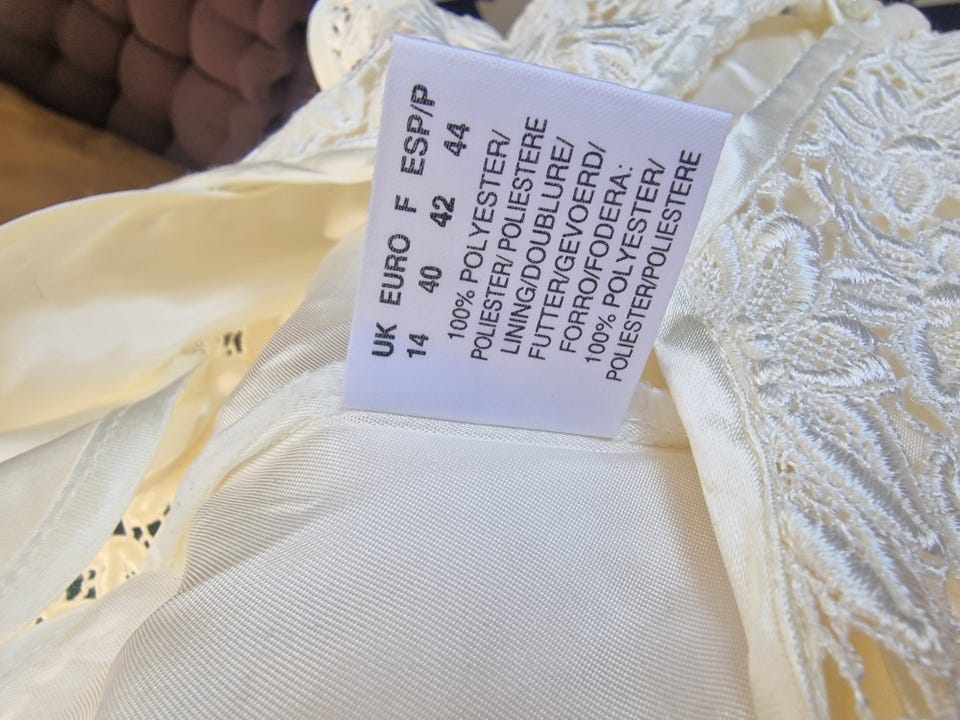 UK EURO F ESP/P
14 40 42 44
100% POLYESTER/
POLIESTER/POLIESTERE
LINING/DOUBLURE/
FUTTER/GEVOERD/
FORRO/FODERA:
100% POLYESTER/
POLIESTER/POLIESTERE